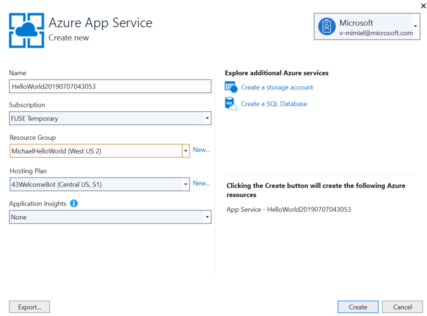 Azure App Service
Create new
Microsoft
v-mimiel@microsoft.com
Name
HelloWorld20190707043053
Subscription
FUSE Temporary
Resource Group
MichaelHelloWorld (West US 2)
New...
Hosting Plan
43WelcomeBot (Central US, S1)
New...
Application Insights
None
Explore additional Azure services
Create a storage account
Create a SQL Database
Clicking the Create button will create the following Azure
resources
App Service - HelloWorld20190707043053
Export...
Create
Cancel